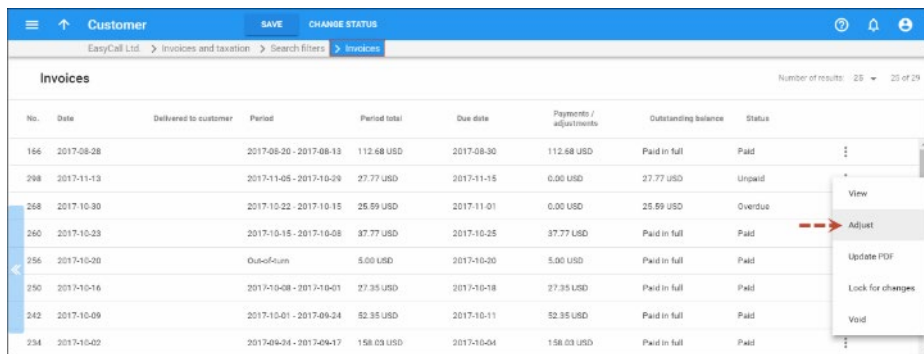 Customer SAVE CHANGE STATUS
EasyCall Ltd. > Invoices and taxation > Search filters > Invoices
Invoices Number of results: 25 25 of 29
No. Date Delivered to customer Period Period total Due date Payments / adjustments Outstanding balance Status
166 2017-08-28 2017-08-20 - 2017-08-13 112.68 USD 2017-08-30 112.68 USD Paid in full Paid
298 2017-11-13 2017-11-05 - 2017-10-29 27.77 USD 2017-11-15 0.00 USD 27.77 USD Unpaid
View
268 2017-10-30 2017-10-22 - 2017-10-15 25.59 USD 2017-11-01 0.00 USD 25.59 USD Overdue
Adjust
260 2017-10-23 2017-10-15 - 2017-10-08 37.77 USD 2017-10-25 37.77 USD Paid in full Paid
256 2017-10-20 Out-of-turn 5.00 USD 2017-10-20 5.00 USD Paid in full Paid
Update PDF
250 2017-10-16 2017-10-08 - 2017-10-01 27.35 USD 2017-10-18 27.35 USD Paid in full Paid
Lock for changes
242 2017-10-09 2017-10-01 - 2017-09-24 52.35 USD 2017-10-11 52.35 USD Paid in full Paid
Void
234 2017-10-02 2017-09-24 - 2017-09-17 158.03 USD 2017-10-04 158.03 USD Paid in full Paid